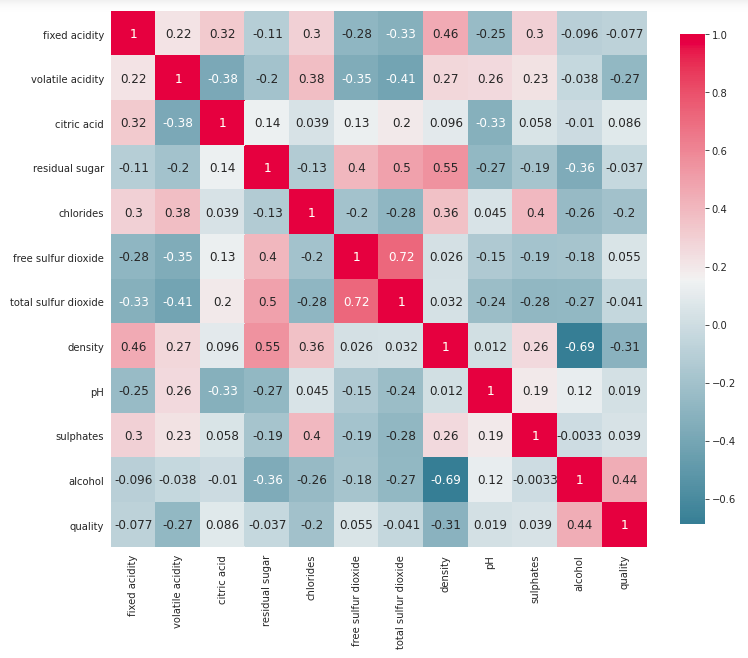 fixed acidity 1 0.22 0.32 -0.11 0.3 -0.28 -0.33 0.46 -0.25 0.3 -0.096 -0.077
volatile acidity 0.22 1 -0.38 -0.2 0.38 -0.35 -0.41 0.27 0.26 0.23 -0.038 -0.27
citric acid 0.32 -0.38 1 0.14 0.039 0.13 0.2 0.096 -0.33 0.058 -0.01 0.086
residual sugar -0.11 -0.2 0.14 1 -0.13 0.4 0.5 0.55 -0.27 -0.19 -0.36 -0.037
chlorides 0.3 0.38 0.039 -0.13 1 -0.2 -0.28 0.36 0.045 0.4 -0.26 -0.2
free sulfur dioxide -0.28 -0.35 0.13 0.4 -0.2 1 0.72 0.026 -0.15 -0.19 -0.18 0.055
total sulfur dioxide -0.33 -0.41 0.2 0.5 -0.28 0.72 1 0.032 -0.24 -0.28 -0.27 -0.041
density 0.46 0.27 0.096 0.55 0.36 0.026 0.032 1 0.012 0.26 -0.69 -0.31
pH -0.25 0.26 -0.33 -0.27 0.045 -0.15 -0.24 0.012 1 0.19 0.12 0.019
sulphates 0.3 0.23 0.058 -0.19 0.4 -0.19 -0.28 0.26 0.19 1 -0.0033 0.039
alcohol -0.096 -0.038 -0.01 -0.36 -0.26 -0.18 -0.27 -0.69 0.12 -0.0033 1 0.44
quality -0.077 -0.27 0.086 -0.037 -0.2 0.055 -0.041 -0.31 0.019 0.039 0.44 1
fixed acidity
volatile acidity
citric acid
residual sugar
chlorides
free sulfur dioxide
total sulfur dioxide
density
pH
sulphates
alcohol
quality
1.0
0.8
0.6
0.4
0.2
0.0
−0.2
−0.4
−0.6